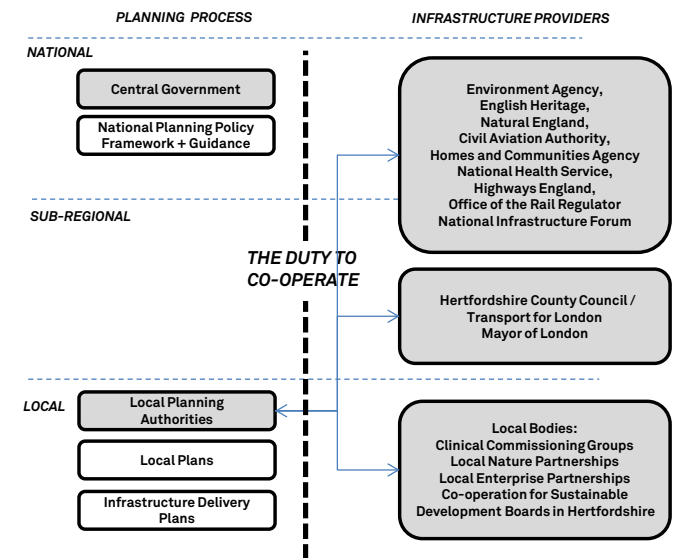 PLANNING PROCESS
INFRASTRUCTURE PROVIDERS
NATIONAL
Central Government
National Planning Policy
Framework + Guidance
Environment Agency,
English Heritage,
Natural England,
Civil Aviation Authority,
Homes and Communities Agency
National Health Service,
Highways England,
Office of the Rail Regulator
National Infrastructure Forum
SUB-REGIONAL
THE DUTY TO
CO-OPERATE
Hertfordshire County Council /
Transport for London
Mayor of London
LOCAL
Local Planning
Authorities
Local Plans
Infrastructure Delivery
Plans
Local Bodies:
Clinical Commissioning Groups
Local Nature Partnerships
Local Enterprise Partnerships
Co-operation for Sustainable
Development Boards in Hertfordshire